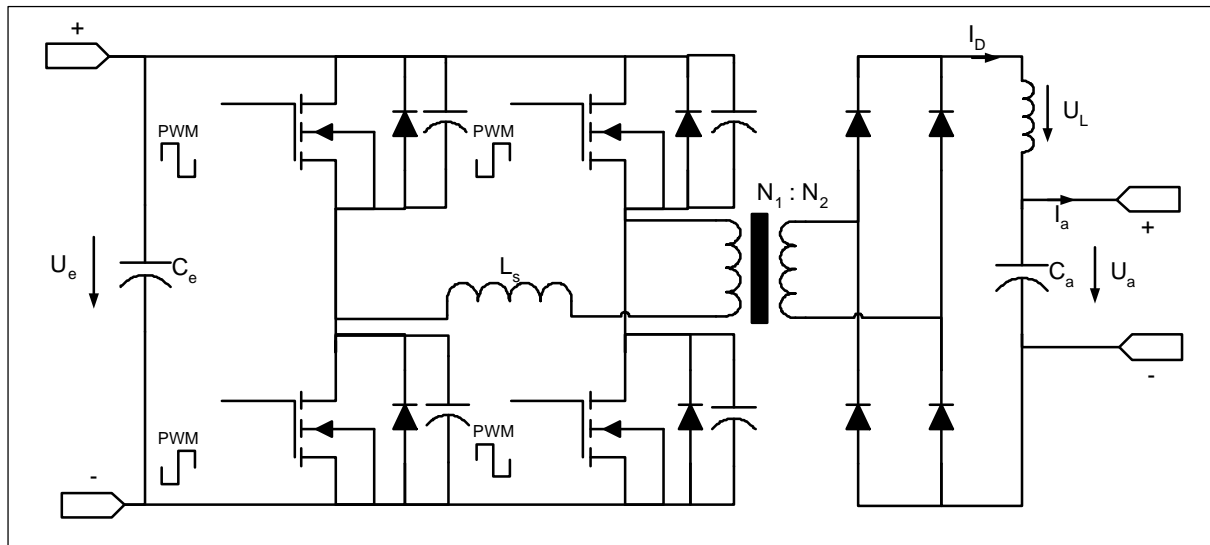 +
I_D
PWM
PWM
U_L
N_1 : N_2
I_a
+
U_e
C_e
L_s
C_a
U_a
-
PWM
PWM
-